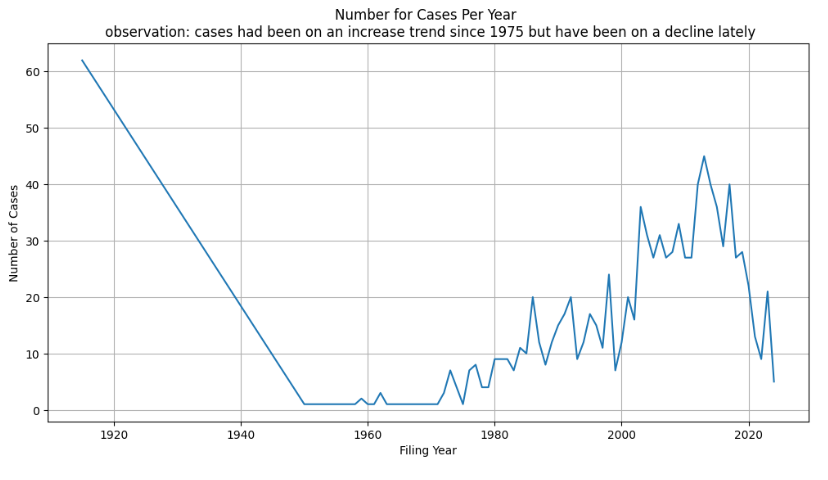 Number for Cases Per Year
observation: cases had been on an increase trend since 1975 but have been on a decline lately
Number of Cases
60
50
40
30
20
10
0
1920 1940 1960 1980 2000 2020
Filing Year